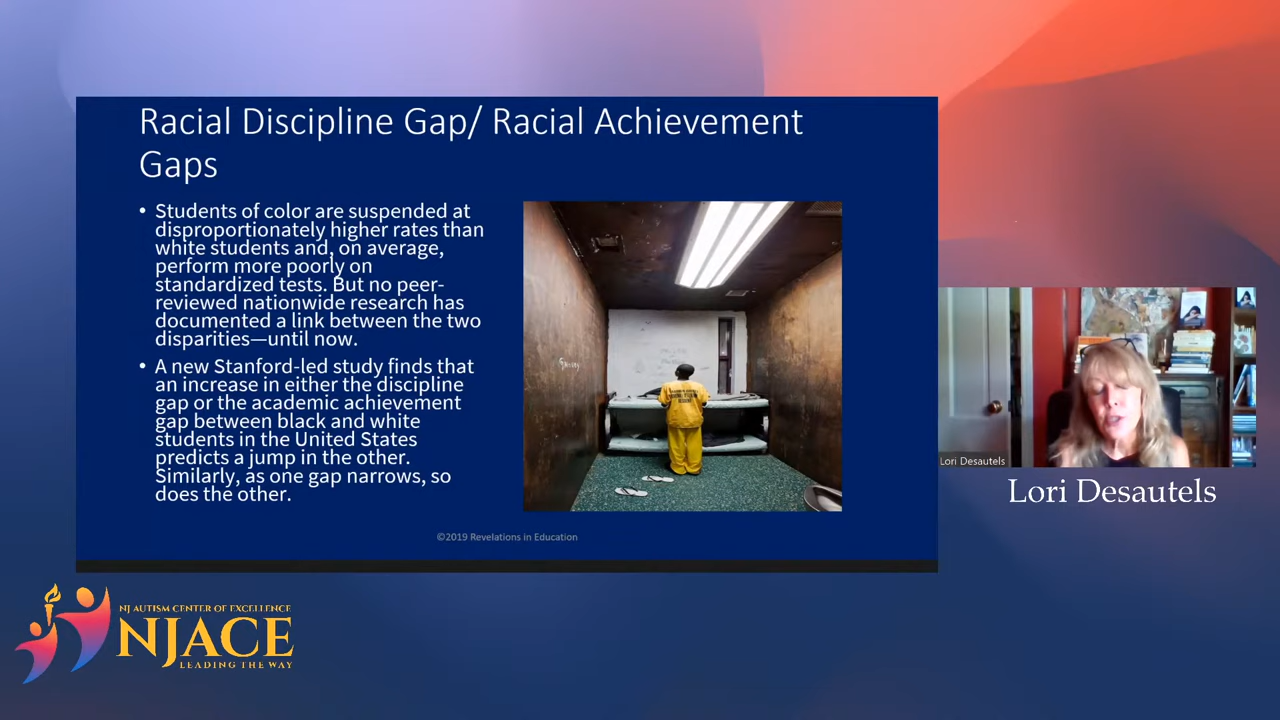 Racial Discipline Gap/ Racial Achievement
Gaps
• Students of color are suspended at
disproportionately higher rates than
white students and, on average,
perform more poorly on
standardized tests. But no peer-
reviewed nationwide research has
documented a link between the two
disparities—until now.
• A new Stanford-led study finds that
an increase in either the discipline
gap or the academic achievement
gap between black and white
students in the United States
predicts a jump in the other.
Similarly, as one gap narrows, so
does the other.
©2019 Revelations in Education
Lori Desautels
Lori Desautels
NJ AUTISM CENTER OF EXCELLENCE
NJACE
LEADING THE WAY